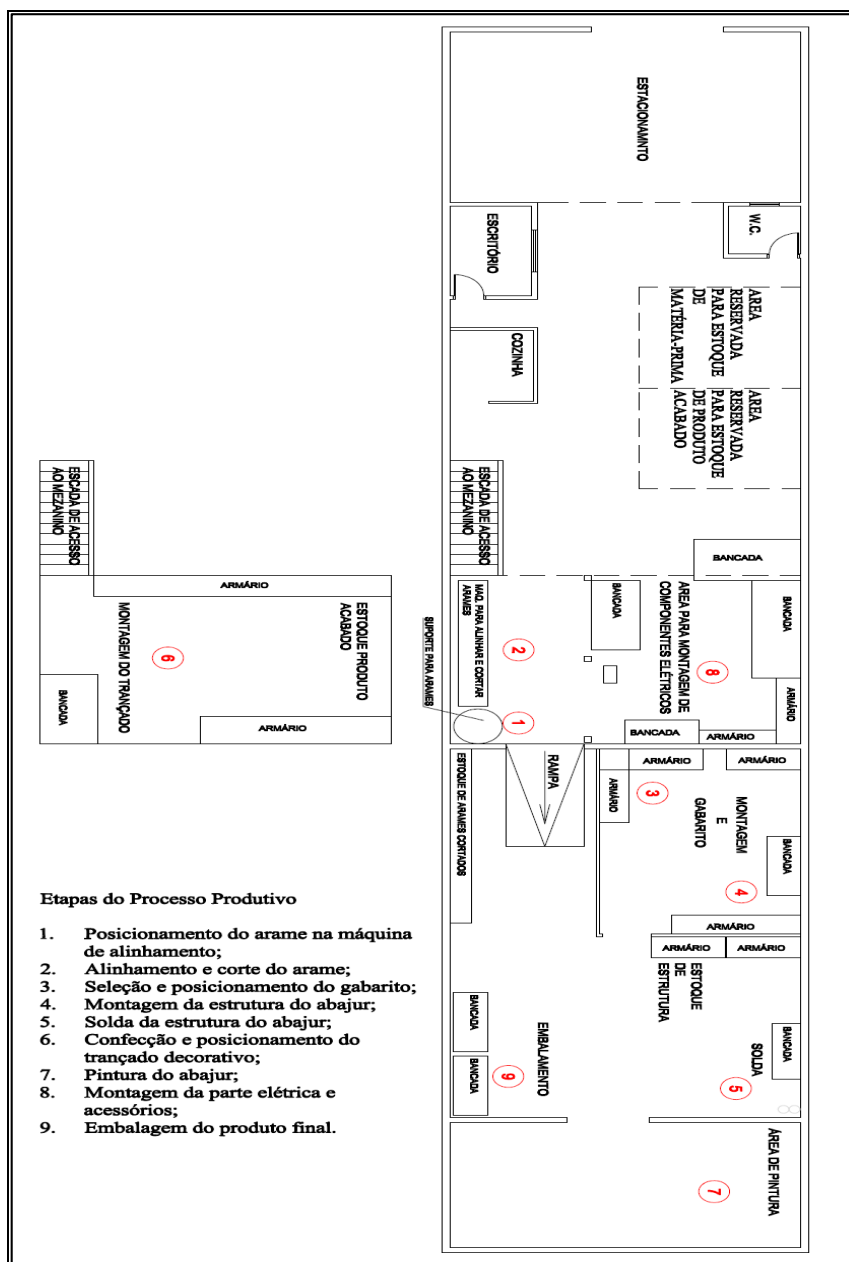 ESTACIONAMNTO
W.C.
ESCRITÓRIO
AREA
RESERVADA
PARA ESTOQUE
DE
MATÉRIA-PRIMA
COZINHA
AREA
RESERVADA
PARA ESTOQUE
DE PRODUTO
ACABADO
ESCADA DE ACESSO
AO MEZANINO
ESCADA DE ACESSO
AO MEZANINO
BANCADA
ARMÁRIO
ESTOQUE PRODUTO
ACABADO
6
MONTAGEM DO TRANÇADO
BANCADA
ARMÁRIO
SUPORTE PARA ARAMES
MAQ. PARA ALINHAR E CORTAR
ARAMES
2
1
BANCADA
AREA PARA MONTAGEM DE
COMPONENTES ELÉTRICOS
8
BANCADA
ARMÁRIO
BANCADA
ARMÁRIO
RAMPA
ESTOQUE DE ARAMES CORTADOS
ARMÁRIO
ARMÁRIO
ARMÁRIO
3
MONTAGEM
E
GABARITO
BANCADA
4
ARMÁRIO
ARMÁRIO
ARMÁRIO
ESTOQUE
DE
ESTRUTURA
BANCADA
SOLDA
5
BANCADA
BANCADA
EMBALAMENTO
9
ÁREA DE PINTURA
7
Etapas do Processo Produtivo
1. Posicionamento do arame na máquina
de alinhamento;
2. Alinhamento e corte do arame;
3. Seleção e posicionamento do gabarito;
4. Montagem da estrutura do abajur;
5. Solda da estrutura do abajur;
6. Confecção e posicionamento do
trançado decorativo;
7. Pintura do abajur;
8. Montagem da parte elétrica e
acessórios;
9. Embalagem do produto final.